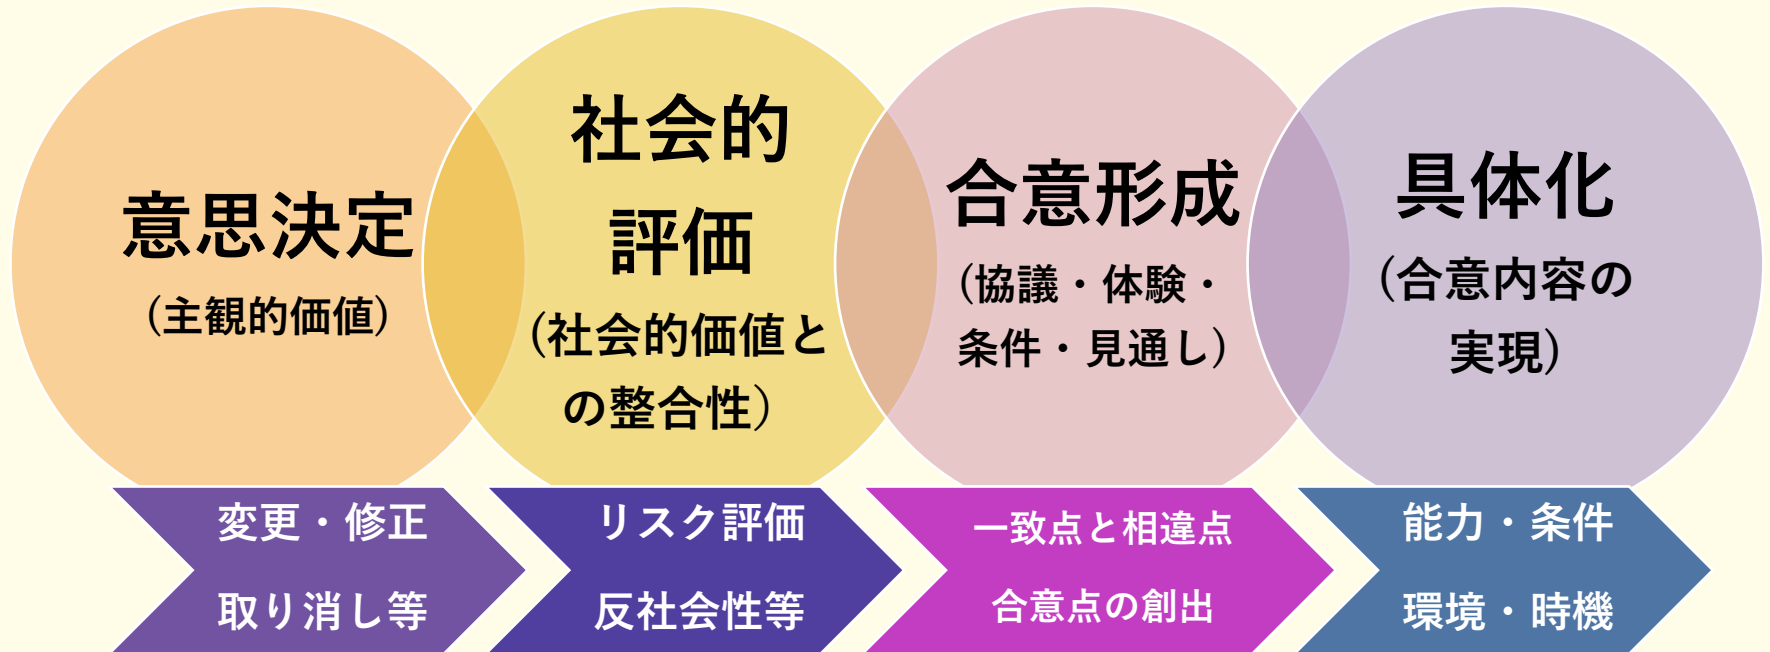 意思決定
（主観的価値）
社会的
評価
（社会的価値と
の整合性）
合意形成
（協議・体験・
条件・見通し）
具体化
（合意内容の
実現）
変更・修正
取り消し等
リスク評価
反社会性等
一致点と相違点
合意点の創出
能力・条件
環境・時機